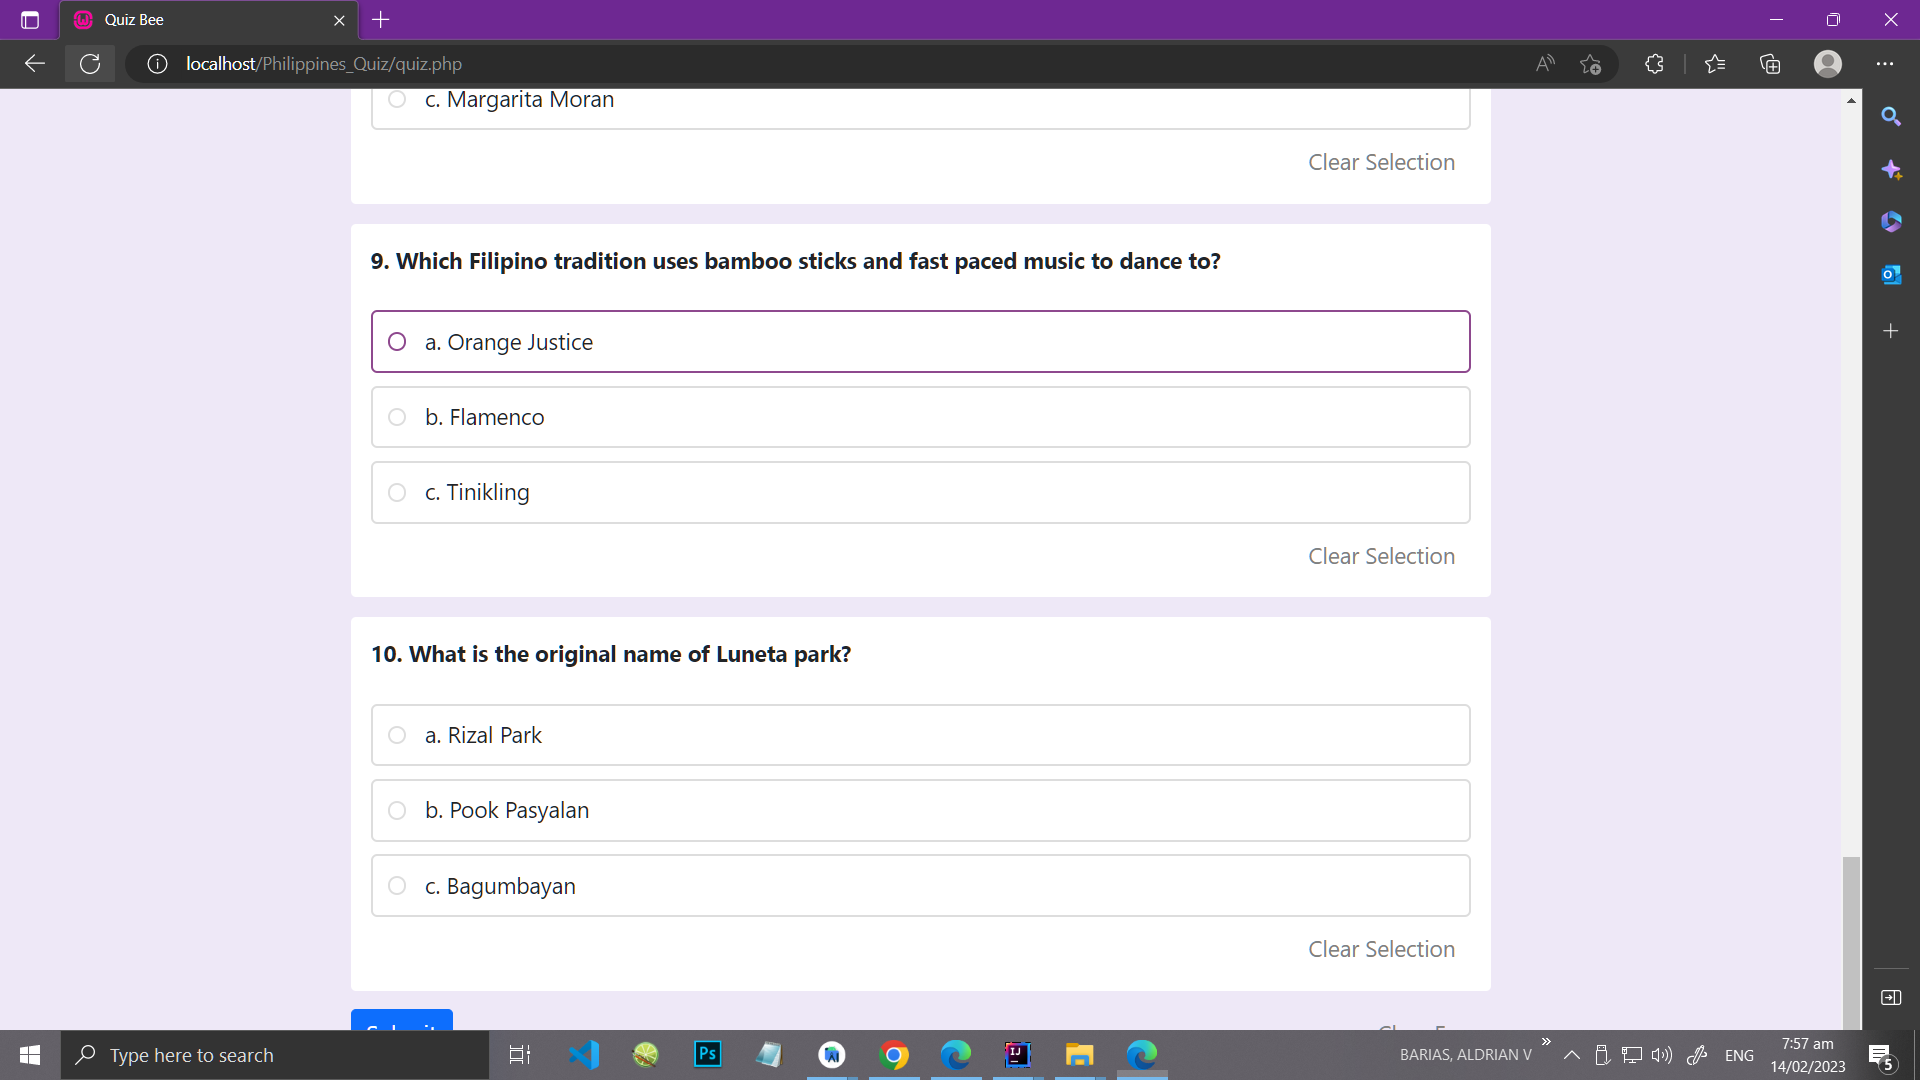 Quiz Bee
localhost/Philippines_Quiz/quiz.php
c. Margarita Moran
Clear Selection
9. Which Filipino tradition uses bamboo sticks and fast paced music to dance to?
a. Orange Justice
b. Flamenco
c. Tinikling
Clear Selection
10. What is the original name of Luneta park?
a. Rizal Park
b. Pook Pasyalan
c. Bagumbayan
Clear Selection
Submit
Type here to search
Ps
IJ
BARIAS, ALDRIAN V
ENG
7:57 am
14/02/2023
5